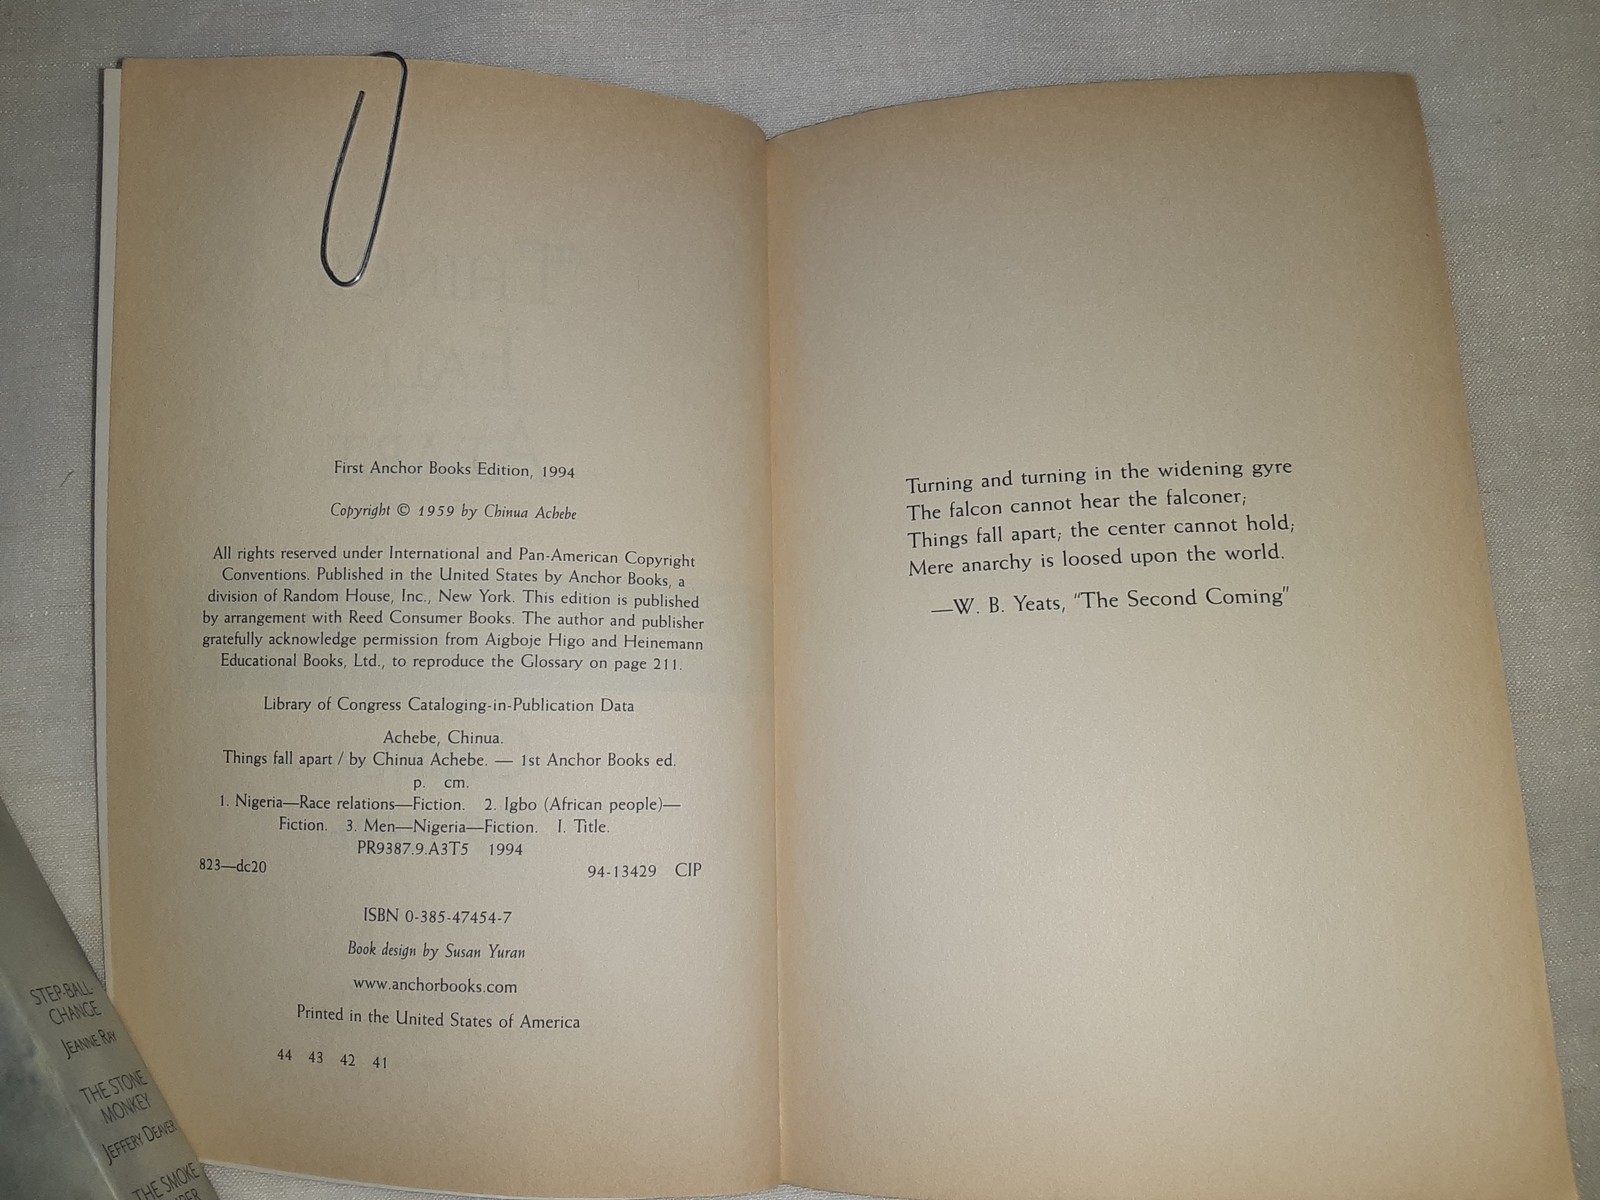 First Anchor Books Edition, 1994
Copyright © 1959 by Chinua Achebe
All rights reserved under International and Pan-American Copyright
Conventions. Published in the United States by Anchor Books, a
division of Random House, Inc., New York. This edition is published
by arrangement with Reed Consumer Books. The author and publisher
gratefully acknowledge permission from Aigboje Higo and Heinemann
Educational Books, Ltd., to reproduce the Glossary on page 211.
Library of Congress Cataloging-in-Publication Data
Achebe, Chinua.
Things fall apart / by Chinua Achebe. — 1st Anchor Books ed.
p. cm.
1. Nigeria—Race relations—Fiction. 2. Igbo (African people)—
Fiction. 3. Men—Nigeria—Fiction. I. Title.
PR9387.9.A3T5 1994
823—dc20 94-13429 CIP
ISBN 0-385-47454-7
Book design by Susan Yuran
www.anchorbooks.com
Printed in the United States of America
44 43 42 41
Turning and turning in the widening gyre
The falcon cannot hear the falconer;
Things fall apart; the center cannot hold;
Mere anarchy is loosed upon the world.
—W. B. Yeats, "The Second Coming"
STEP-BALL-
CHANGE
JEANNE RAY
THE STONE
MONKEY
JEFFERY DEAVER
THE SMOKE